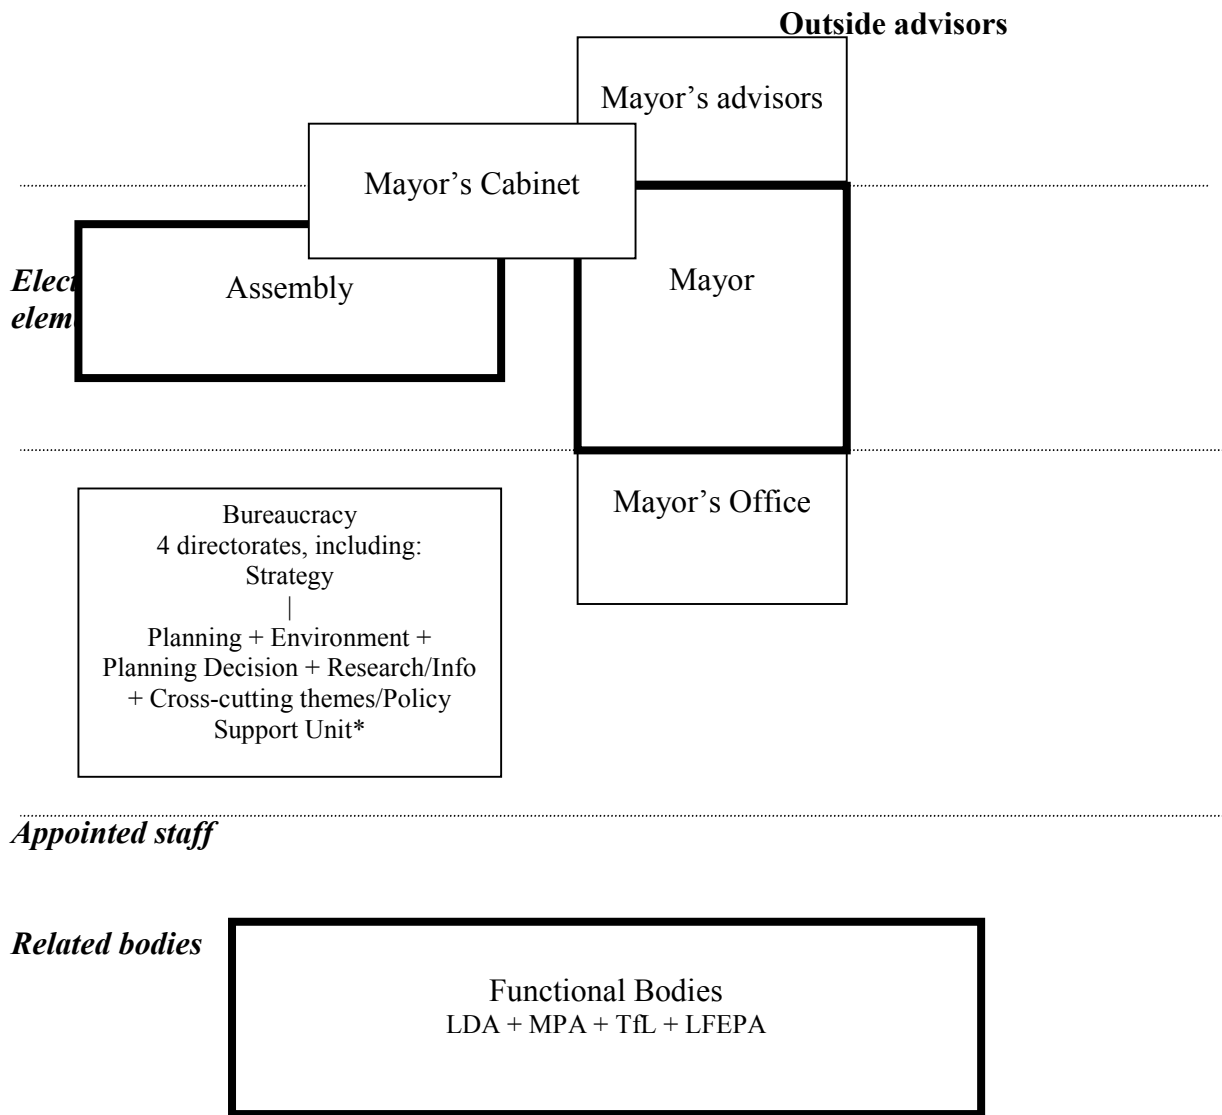 Outside advisors
Mayor’s advisors
Mayor’s Cabinet
Assembly
Mayor
Mayor’s Office
Bureaucracy
4 directorates, including:
Strategy
|
Planning + Environment +
Planning Decision + Research/Info
+ Cross-cutting themes/Policy
Support Unit*
Appointed staff
Related bodies
Functional Bodies
LDA + MPA + TfL + LFEPA